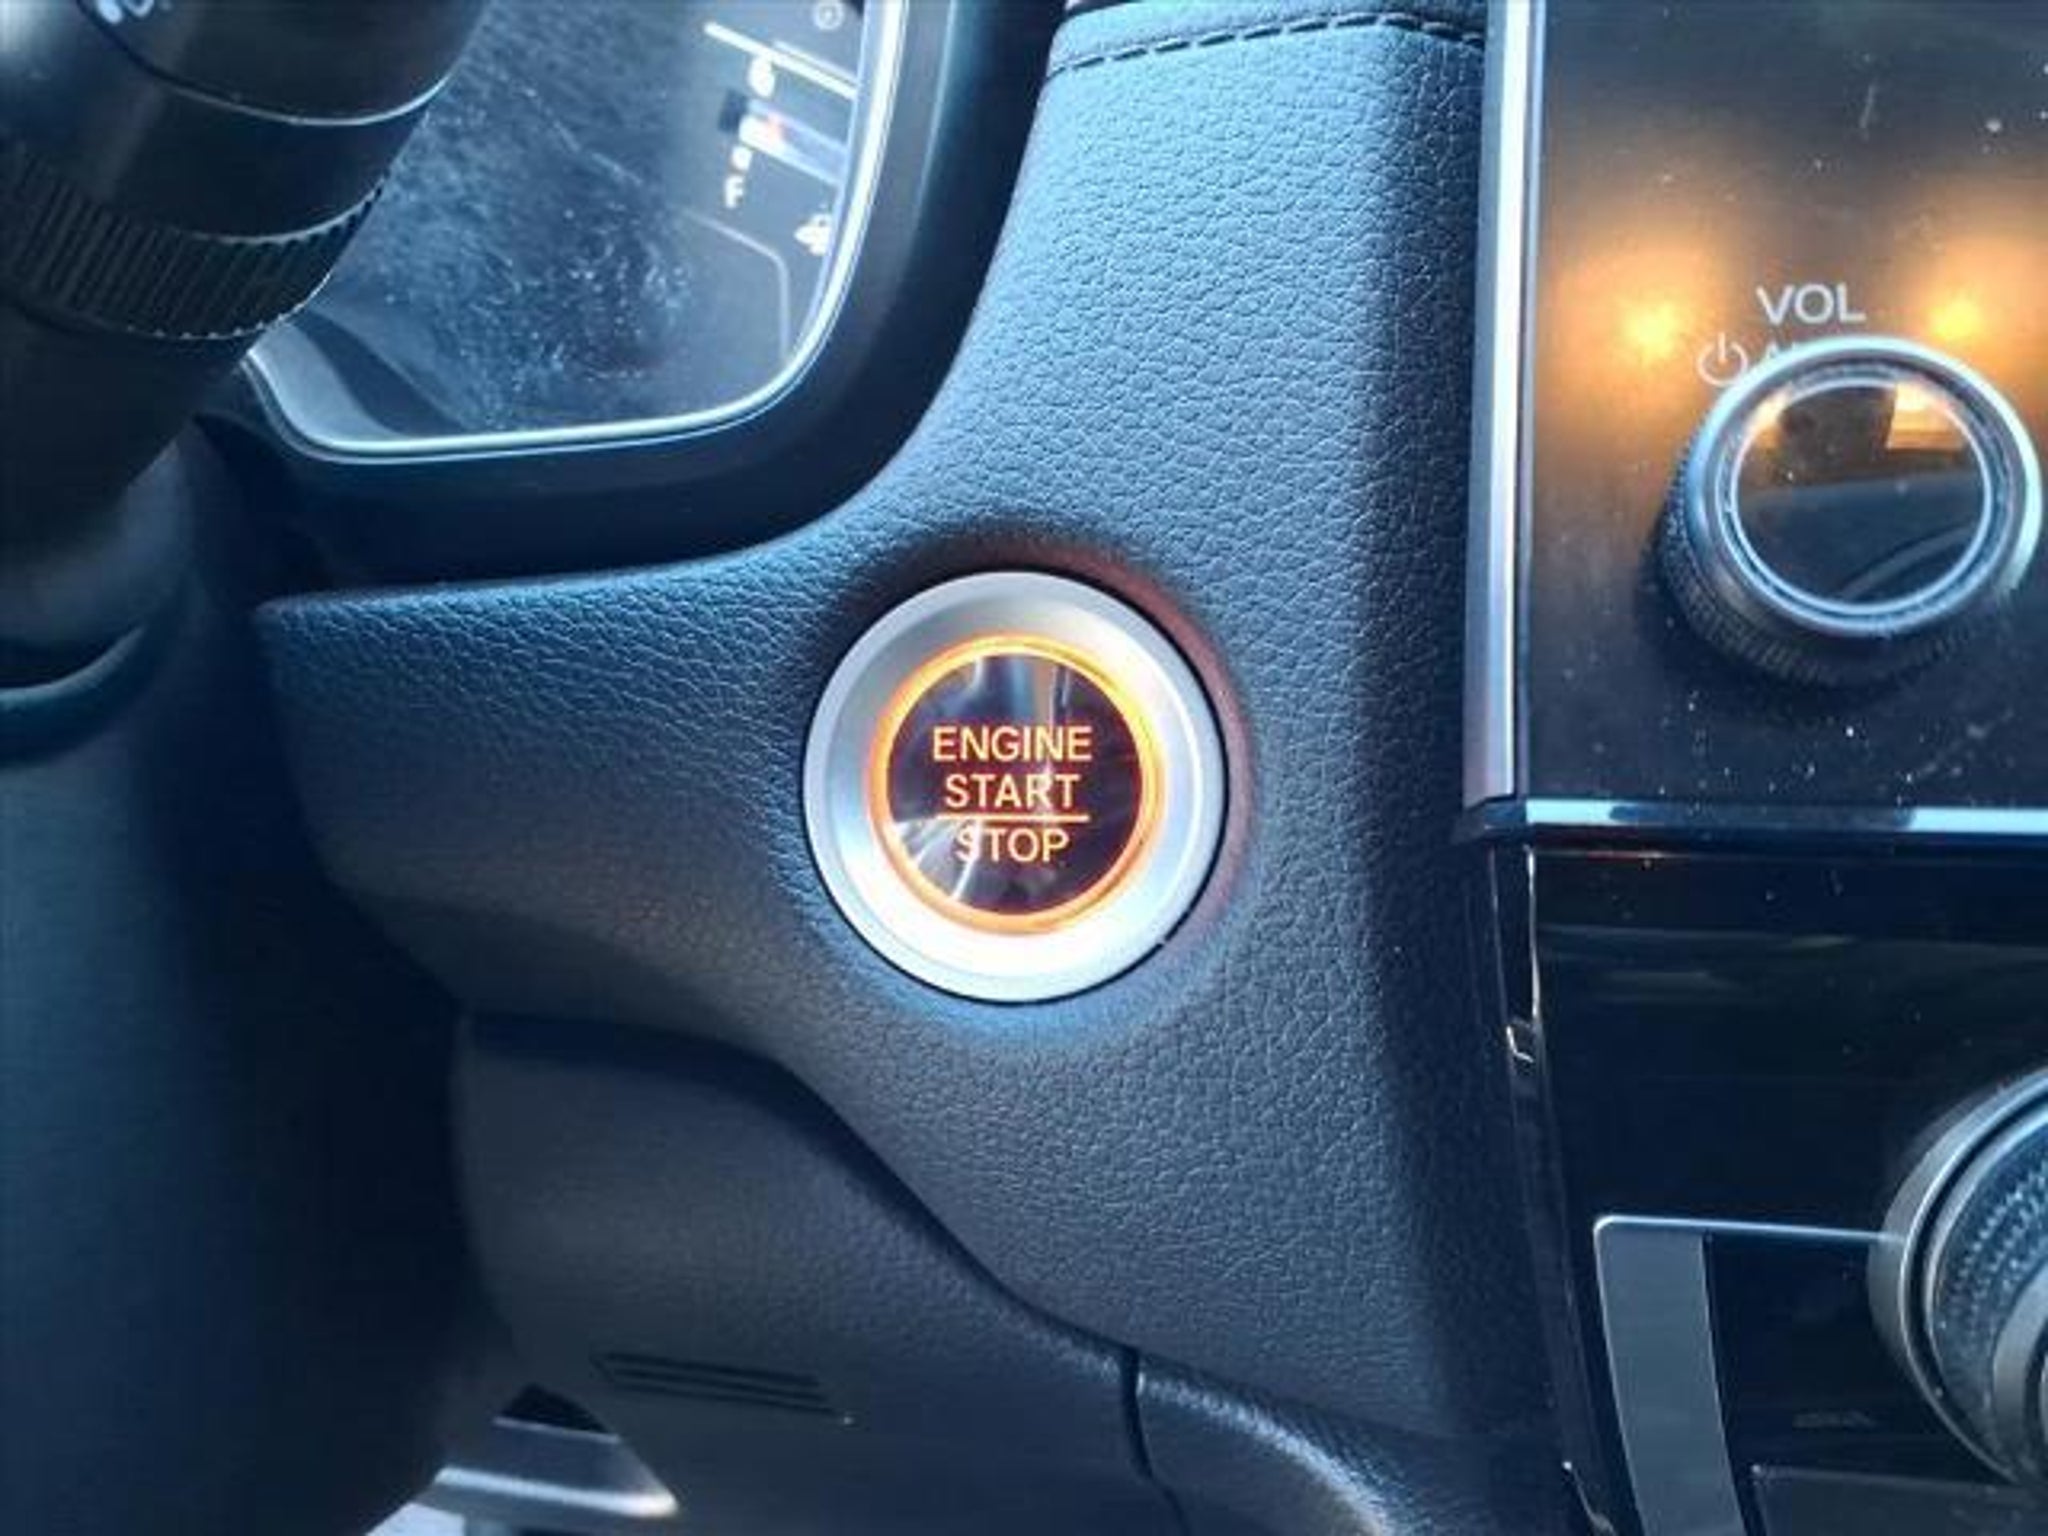 F
VOL
ENGINE
START
STOP